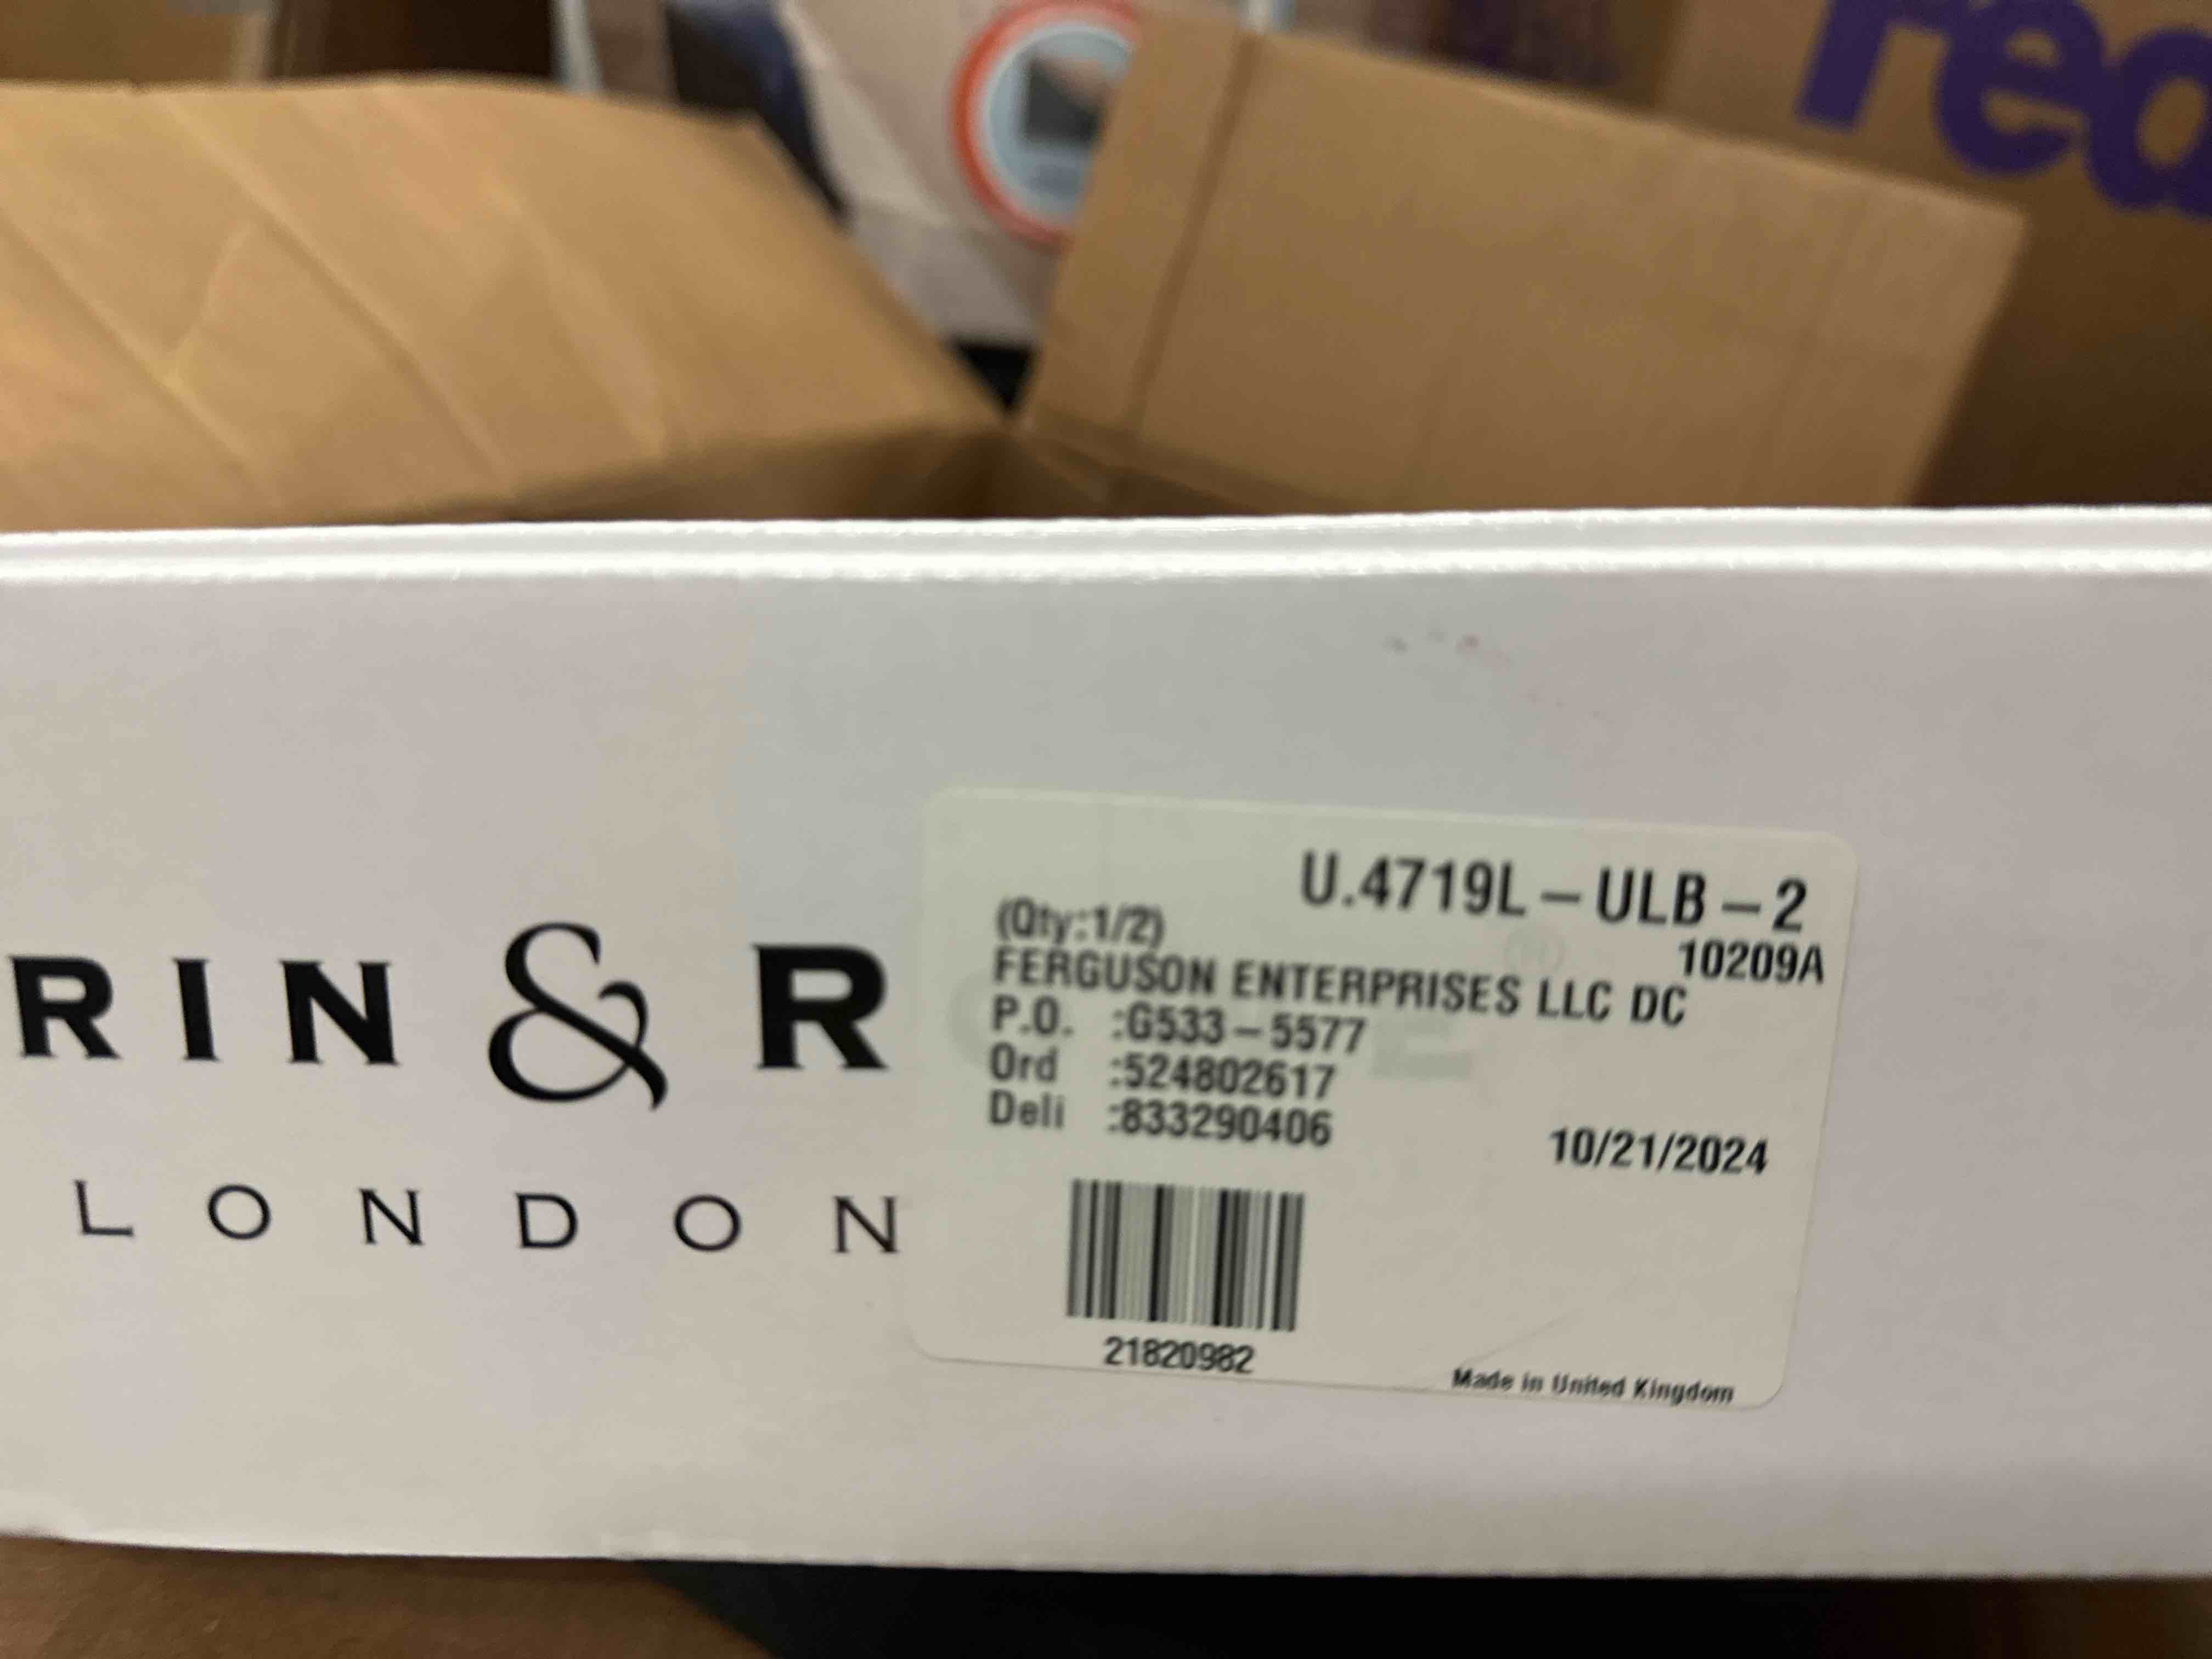 RIN & R
LONDON
U.4719L-ULB-2
(Qty:1/2)
10209A
FERGUSON ENTERPRISES LLC DC
P.O. :G533-5577
Ord :524802617
Deli :833290406
10/21/2024
21820982
Made in United Kingdom